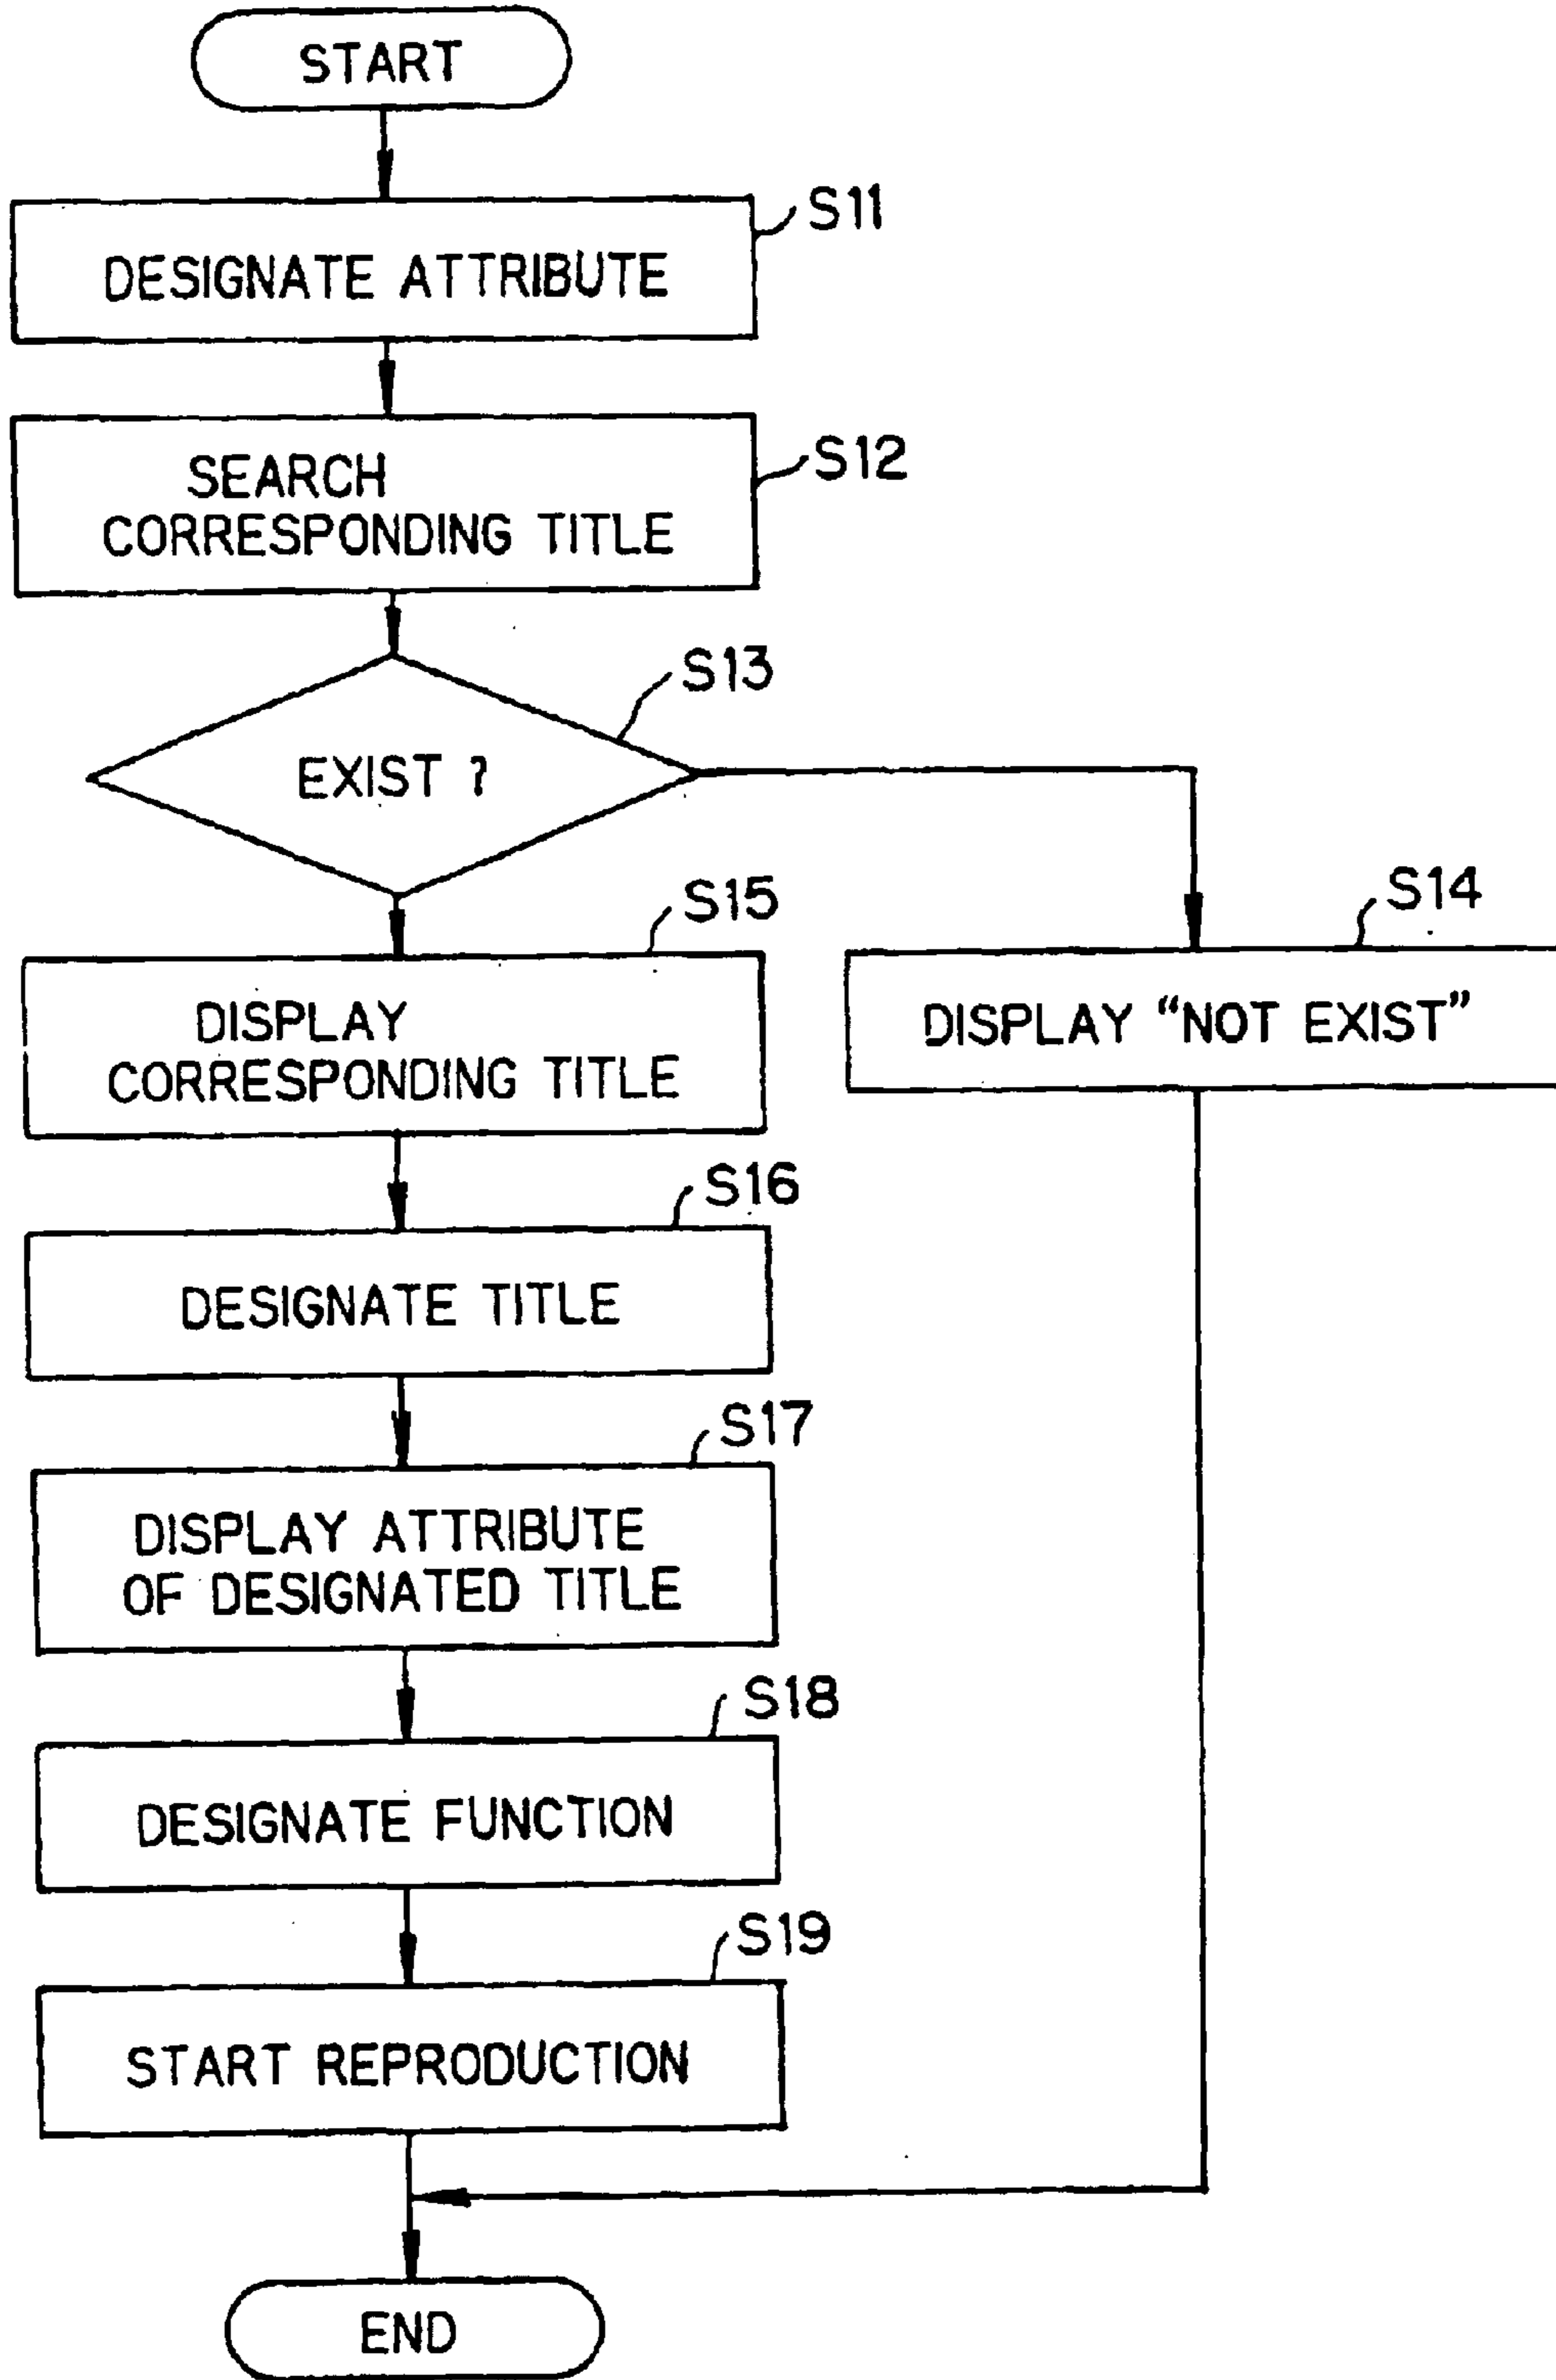 START
S11
DESIGNATE ATTRIBUTE
S12
SEARCH
CORRESPONDING TITLE
S13
EXIST ?
S15
DISPLAY
CORRESPONDING TITLE
S14
DISPLAY “NOT EXIST”
S16
DESIGNATE TITLE
S17
DISPLAY ATTRIBUTE
OF DESIGNATED TITLE
S18
DESIGNATE FUNCTION
S19
START REPRODUCTION
END